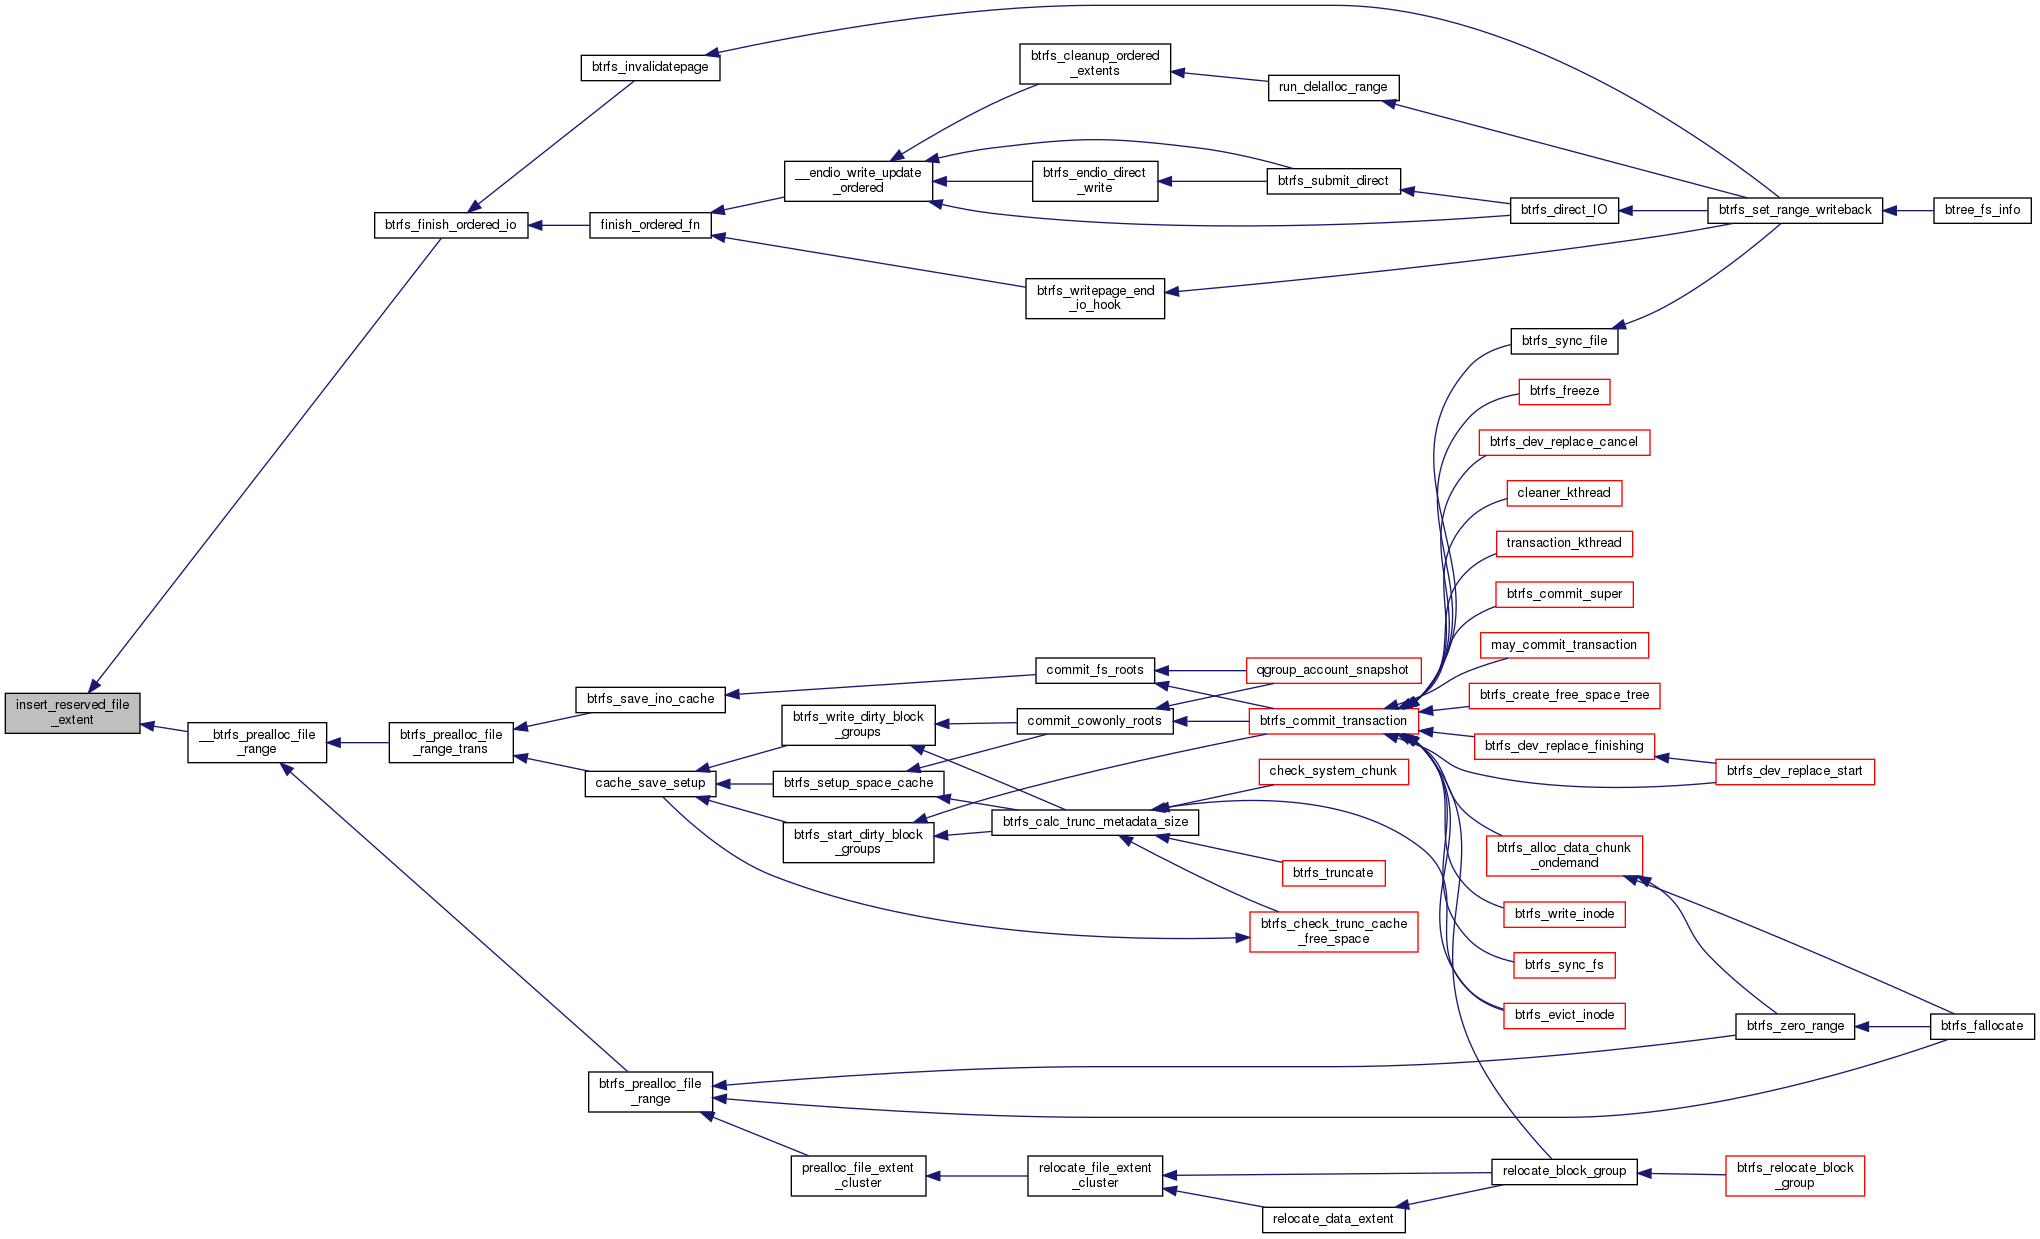 btrfs_invalidatepage
btrfs_cleanup_ordered
_extents
run_delalloc_range
__endio_write_update
_ordered
btrfs_endio_direct
_write
btrfs_submit_direct
btrfs_direct_IO
btrfs_set_range_writeback
btree_fs_info
btrfs_finish_ordered_io
finish_ordered_fn
btrfs_writepage_end
_io_hook
btrfs_sync_file
btrfs_freeze
btrfs_dev_replace_cancel
cleaner_kthread
transaction_kthread
btrfs_commit_super
may_commit_transaction
btrfs_create_free_space_tree
btrfs_dev_replace_finishing
btrfs_dev_replace_start
insert_reserved_file
_extent
__btrfs_prealloc_file
_range
btrfs_prealloc_file
_range_trans
btrfs_save_ino_cache
cache_save_setup
commit_fs_roots
qgroup_account_snapshot
btrfs_write_dirty_block
_groups
commit_cowonly_roots
btrfs_commit_transaction
btrfs_setup_space_cache
check_system_chunk
btrfs_start_dirty_block
_groups
btrfs_calc_trunc_metadata_size
btrfs_truncate
btrfs_check_trunc_cache
_free_space
btrfs_alloc_data_chunk
_ondemand
btrfs_write_inode
btrfs_sync_fs
btrfs_evict_inode
btrfs_zero_range
btrfs_fallocate
btrfs_prealloc_file
_range
prealloc_file_extent
_cluster
relocate_file_extent
_cluster
relocate_block_group
btrfs_relocate_block
_group
relocate_data_extent